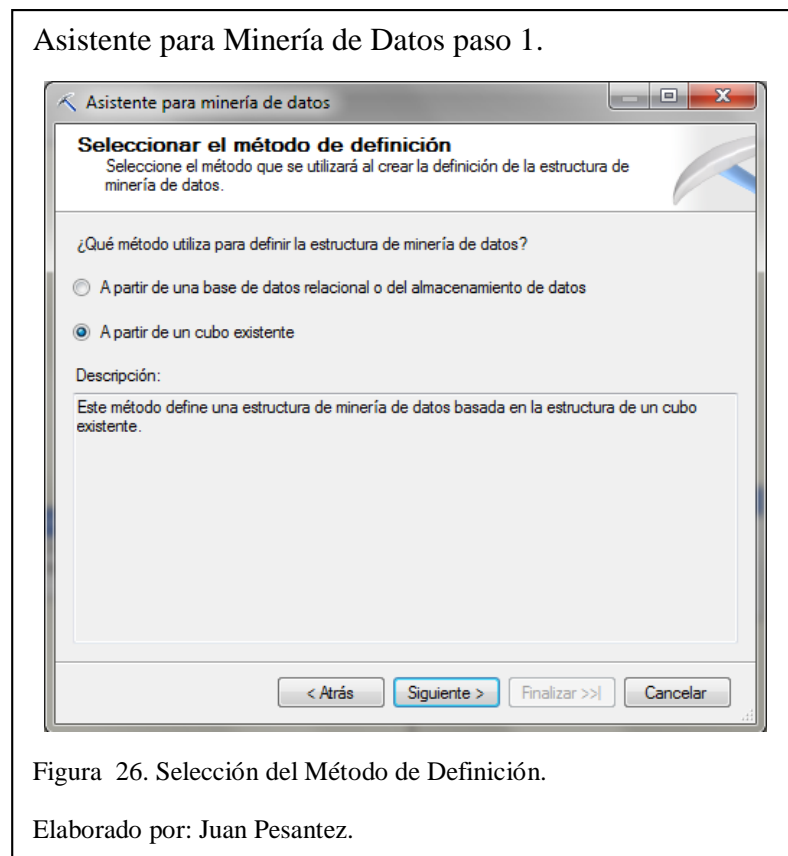 Asistente para Minería de Datos paso 1.
Asistente para minería de datos
Seleccionar el método de definición
Seleccione el método que se utilizará al crear la definición de la estructura de
minería de datos.
¿Qué método utiliza para definir la estructura de minería de datos?
A partir de una base de datos relacional o del almacenamiento de datos
A partir de un cubo existente
Descripción:
Este método define una estructura de minería de datos basada en la estructura de un cubo
existente.
< Atrás Siguiente > Finalizar >>| Cancelar
Figura 26. Selección del Método de Definición.
Elaborado por: Juan Pesantez.